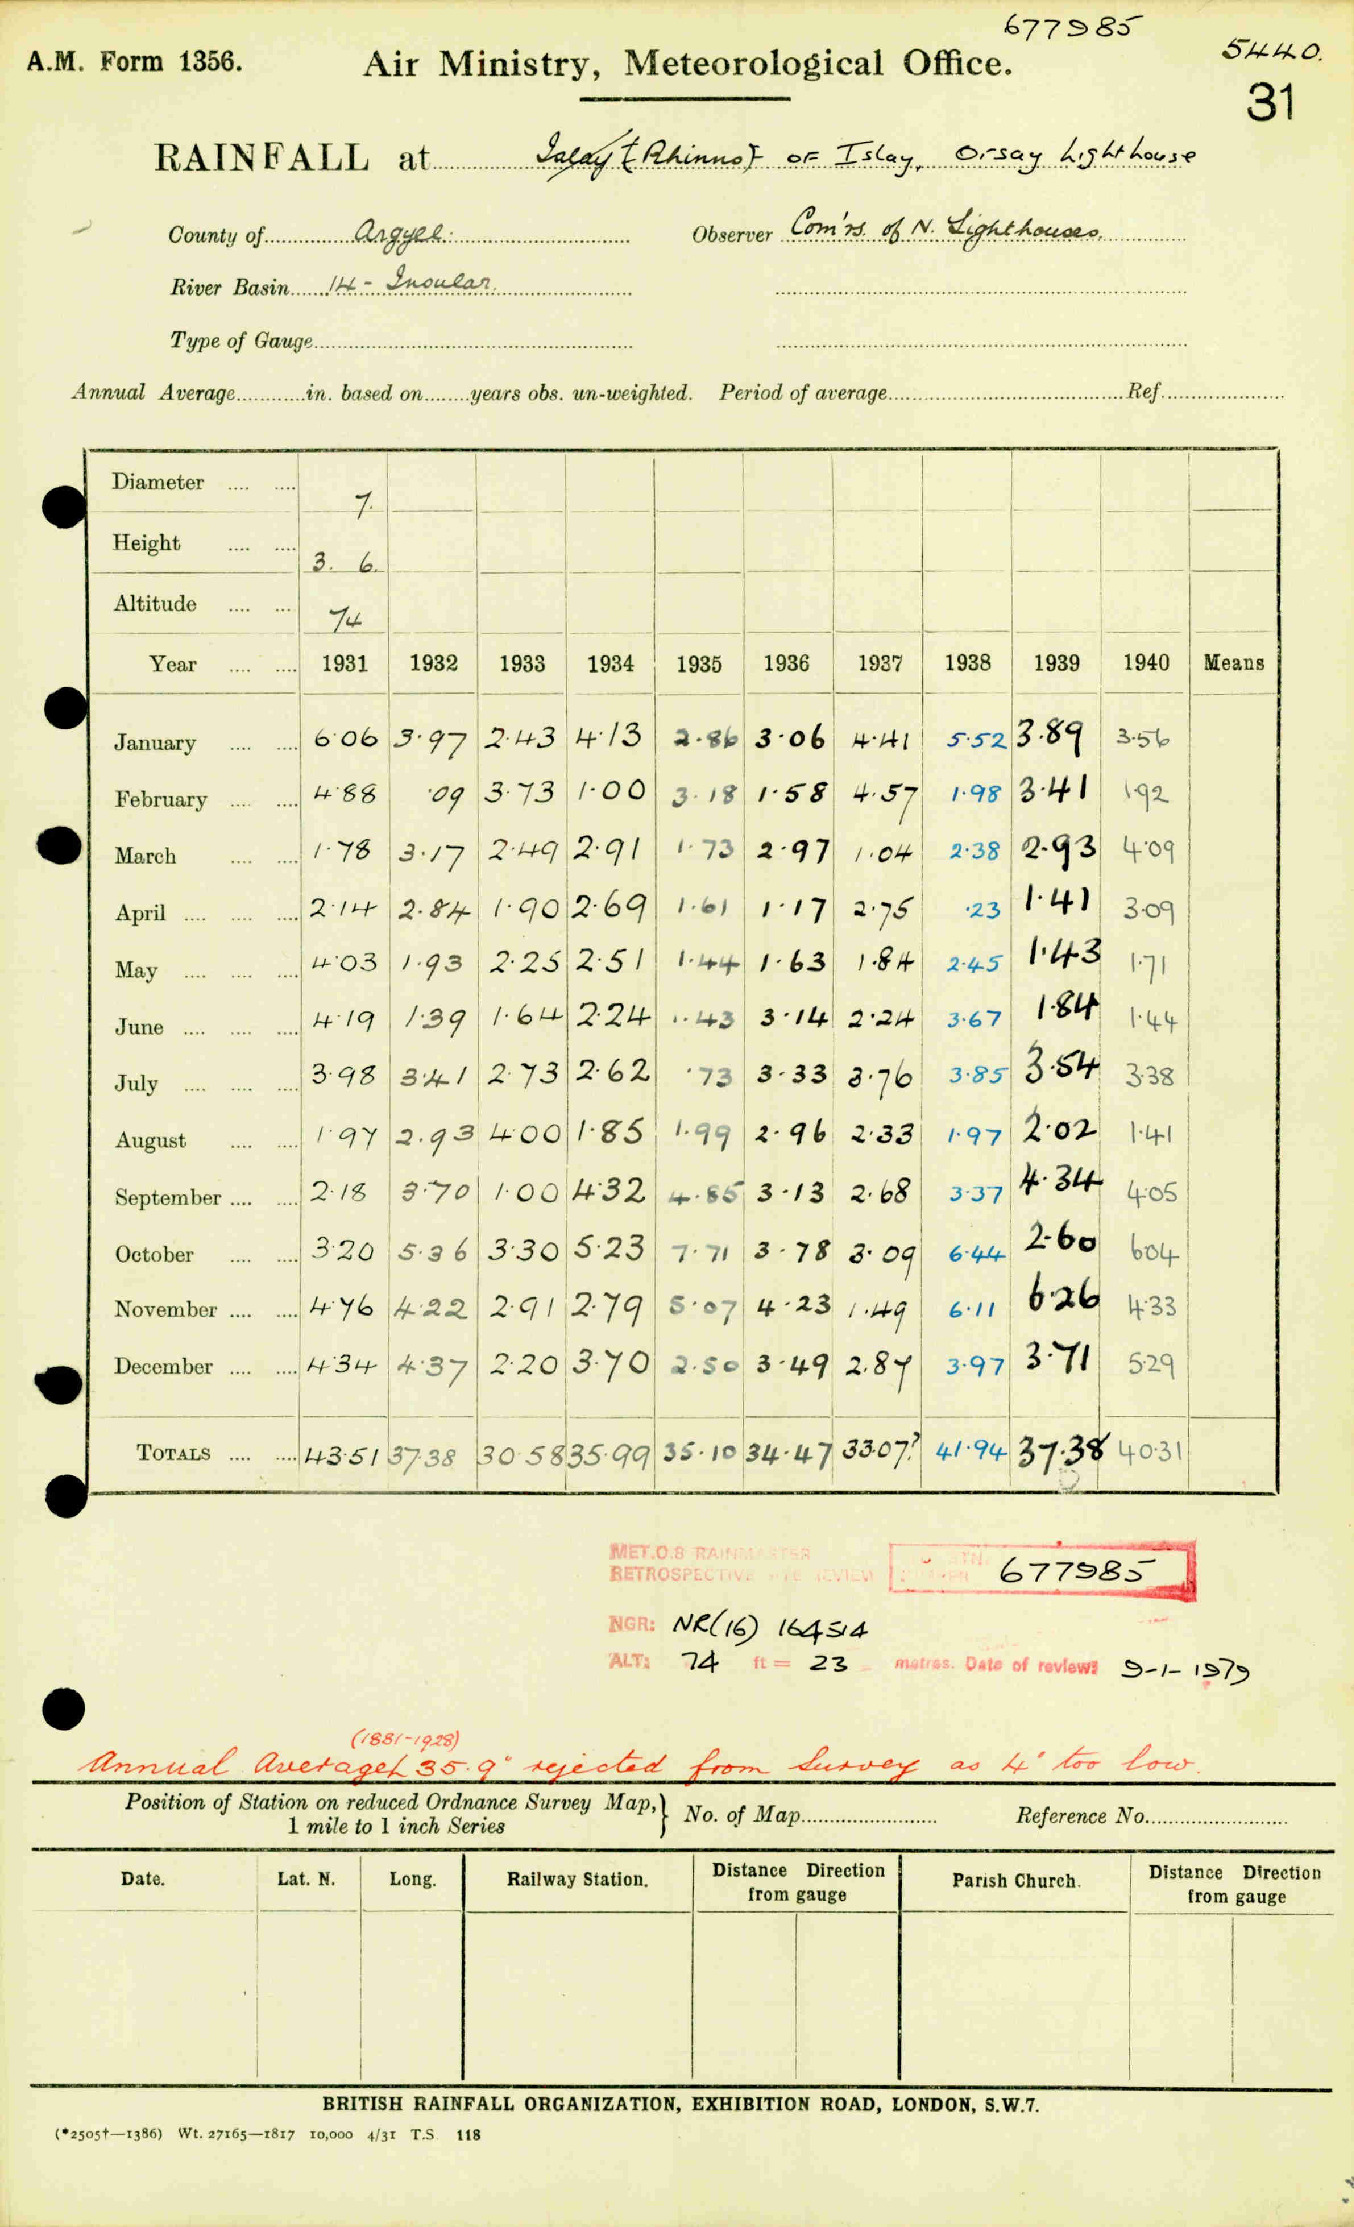 677985
A.M. Form 1356. Air Ministry, Meteorological Office. 5440.
31
RAINFALL at Islay (Rhinns) OF Islay, Orsay Lighthouse
County of Argyll. Observer Com'rs. of N. Lighthouses.
River Basin 14 - Insular.
Type of Gauge
Annual Average in. based on years obs. un-weighted. Period of average Ref
Diameter .... .... 7.
Height .... .... 3. 6.
Altitude .... .... 74
Year .... .... 1931 1932 1933 1934 1935 1936 1937 1938 1939 1940 Means
January .... .... 6·06 3·97 2·43 4·13 2·86 3·06 4·41 5·52 3·89 3·56
February .... .... 4·88 ·09 3·73 1·00 3·18 1·58 4·57 1·98 3·41 1·92
March .... .... 1·78 3·17 2·49 2·91 1·73 2·97 1·04 2·38 2·93 4·09
April .... .... .... 2·14 2·84 1·90 2·69 1·61 1·17 2·75 ·23 1·41 3·09
May .... .... .... 4·03 1·93 2·25 2·51 1·44 1·63 1·84 2·45 1·43 1·71
June .... .... .... 4·19 1·39 1·64 2·24 1·43 3·14 2·24 3·67 1·84 1·44
July .... .... .... 3·98 3·41 2·73 2·62 ·73 3·33 3·76 3·85 3·54 3·38
August .... .... 1·97 2·93 4·00 1·85 1·99 2·96 2·33 1·97 2·02 1·41
September .... .... 2·18 3·70 1·00 4·32 4·85 3·13 2·68 3·37 4·34 4·05
October .... .... 3·20 5·36 3·30 5·23 7·71 3·78 3·09 6·44 2·60 6·04
November .... .... 4·76 4·22 2·91 2·79 5·07 4·23 1·49 6·11 6·26 4·33
December .... .... 4·34 4·37 2·20 3·70 2·50 3·49 2·87 3·97 3·71 5·29
TOTALS .... .... 43·51 37·38 30·58 35·99 35·10 34·47 33·07? 41·94 37·38 40·31
MET.O.8 RAINMASTER
RETROSPECTIVE REVIEW 677985
NGR: NR(16) 164514
ALT: 74 ft = 23 metres. Date of review: 9-1-1979
(1881-1928)
Annual Average 35.9" rejected from Survey as 4" too low.
Position of Station on reduced Ordnance Survey Map, } No. of Map Reference No.
1 mile to 1 inch Series
Date. Lat. N. Long. Railway Station. Distance Direction from gauge Parish Church. Distance Direction from gauge
BRITISH RAINFALL ORGANIZATION, EXHIBITION ROAD, LONDON, S.W.7.
(*2505†—1386) Wt. 27165—1817 10,000 4/31 T.S 118